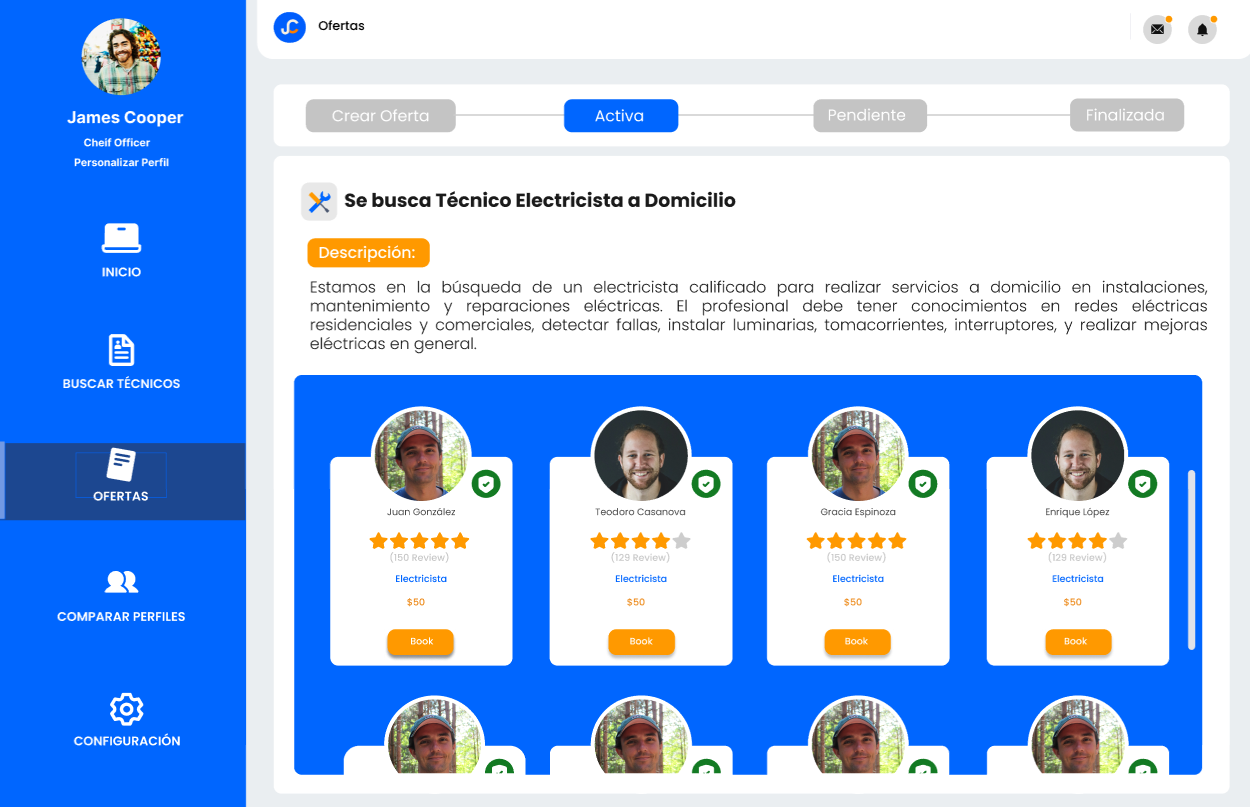 JC
Ofertas
James Cooper
Cheif Officer
Personalizar Perfil
INICIO
BUSCAR TÉCNICOS
OFERTAS
COMPARAR PERFILES
CONFIGURACIÓN
Crear Oferta
Activa
Pendiente
Finalizada
Se busca Técnico Electricista a Domicilio
Descripción:
Estamos en la búsqueda de un electricista calificado para realizar servicios a domicilio en instalaciones,
mantenimiento y reparaciones eléctricas. El profesional debe tener conocimientos en redes eléctricas
residenciales y comerciales, detectar fallas, instalar luminarias, tomacorrientes, interruptores, y realizar mejoras
eléctricas en general.
Juan González
(150 Review)
Electricista
$50
Book
Teodoro Casanova
(129 Review)
Electricista
$50
Book
Gracia Espinoza
(150 Review)
Electricista
$50
Book
Enrique López
(129 Review)
Electricista
$50
Book